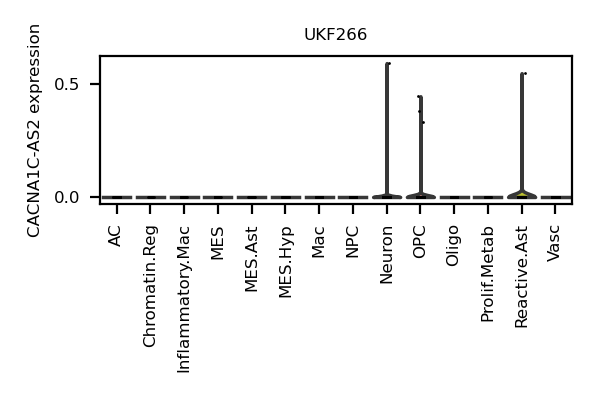 UKF266
CACNA1C-AS2 expression
0.5
0.0
AC
Chromatin.Reg
Inflammatory.Mac
MES
MES.Ast
MES.Hyp
Mac
NPC
Neuron
OPC
Oligo
Prolif.Metab
Reactive.Ast
Vasc